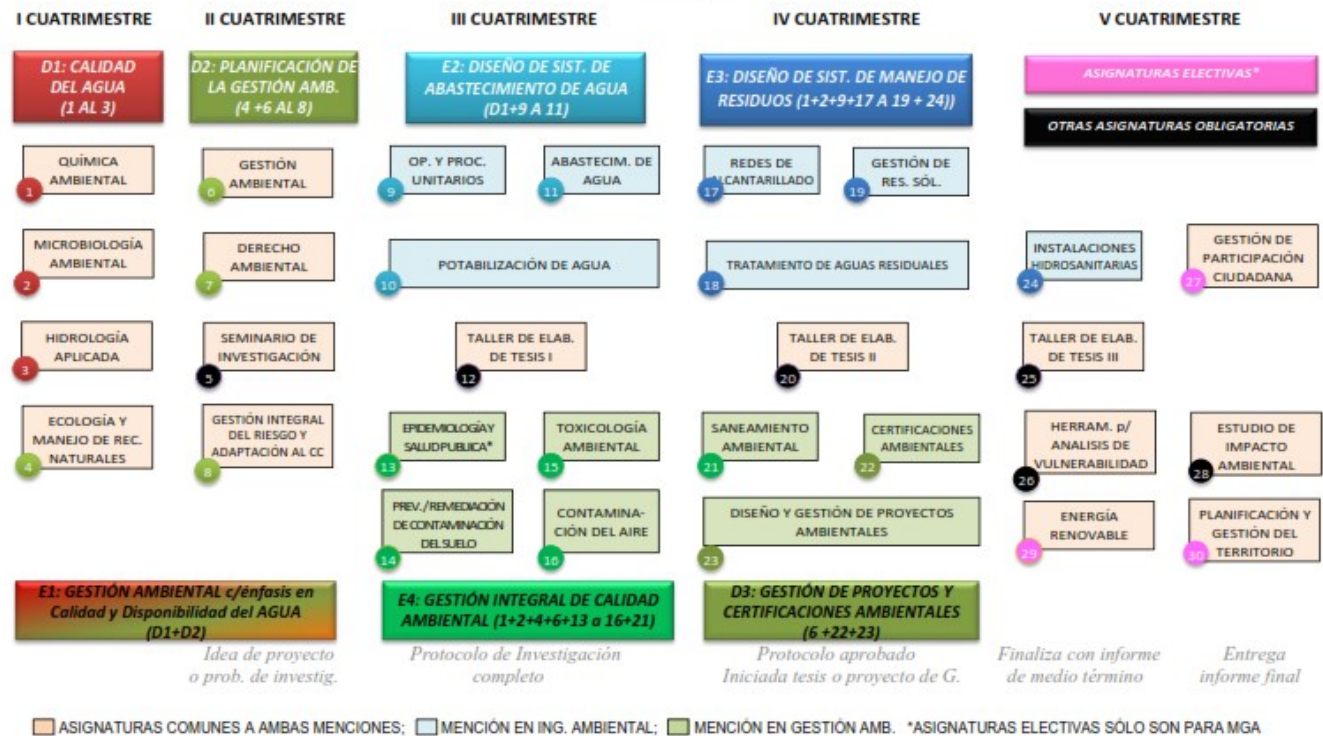 I CUATRIMESTRE
II CUATRIMESTRE
III CUATRIMESTRE
IV CUATRIMESTRE
V CUATRIMESTRE
D1: CALIDAD
DEL AGUA
(1 AL 3)
D2: PLANIFICACIÓN DE
LA GESTIÓN AMB.
(4 +6 AL 8)
E2: DISEÑO DE SIST. DE
ABASTECIMIENTO DE AGUA
(D1+9 A 11)
E3: DISEÑO DE SIST. DE MANEJO DE
RESIDUOS (1+2+9+17 A 19 + 24))
ASIGNATURAS ELECTIVAS*
OTRAS ASIGNATURAS OBLIGATORIAS
QUÍMICA
AMBIENTAL
1
GESTIÓN
AMBIENTAL
6
OP. Y PROC.
UNITARIOS
9
ABASTECIM. DE
AGUA
11
REDES DE
ALCANTARILLADO
17
GESTIÓN DE
RES. SÓL.
19
MICROBIOLOGÍA
AMBIENTAL
2
DERECHO
AMBIENTAL
7
POTABILIZACIÓN DE AGUA
10
TRATAMIENTO DE AGUAS RESIDUALES
18
INSTALACIONES
HIDROSANITARIAS
24
GESTIÓN DE
PARTICIPACIÓN
CIUDADANA
27
HIDROLOGÍA
APLICADA
3
SEMINARIO DE
INVESTIGACIÓN
5
TALLER DE ELAB.
DE TESIS I
12
TALLER DE ELAB.
DE TESIS II
20
TALLER DE ELAB.
DE TESIS III
25
ECOLOGÍA Y
MANEJO DE REC.
NATURALES
4
GESTIÓN INTEGRAL
DEL RIESGO Y
ADAPTACIÓN AL CC
8
EPIDEMIOLOGÍA Y
SALUD PUBLICA*
13
TOXICOLOGÍA
AMBIENTAL
15
SANEAMIENTO
AMBIENTAL
21
CERTIFICACIONES
AMBIENTALES
22
HERRAM. p/
ANALISIS DE
VULNERABILIDAD
26
ESTUDIO DE
IMPACTO
AMBIENTAL
28
PREV./REMEDIACIÓN
DE CONTAMINACIÓN
DEL SUELO
14
CONTAMINA-
CIÓN DEL AIRE
16
DISEÑO Y GESTIÓN DE PROYECTOS
AMBIENTALES
23
ENERGÍA
RENOVABLE
29
PLANIFICACIÓN Y
GESTIÓN DEL
TERRITORIO
30
E1: GESTIÓN AMBIENTAL c/énfasis en
Calidad y Disponibilidad del AGUA
(D1+D2)
E4: GESTIÓN INTEGRAL DE CALIDAD
AMBIENTAL (1+2+4+6+13 a 16+21)
D3: GESTIÓN DE PROYECTOS Y
CERTIFICACIONES AMBIENTALES
(6 +22+23)
Idea de proyecto
o prob. de investig.
Protocolo de Investigación
completo
Protocolo aprobado
Iniciada tesis o proyecto de G.
Finaliza con informe
de medio término
Entrega
informe final
ASIGNATURAS COMUNES A AMBAS MENCIONES; MENCIÓN EN ING. AMBIENTAL; MENCIÓN EN GESTIÓN AMB. *ASIGNATURAS ELECTIVAS SÓLO SON PARA MGA